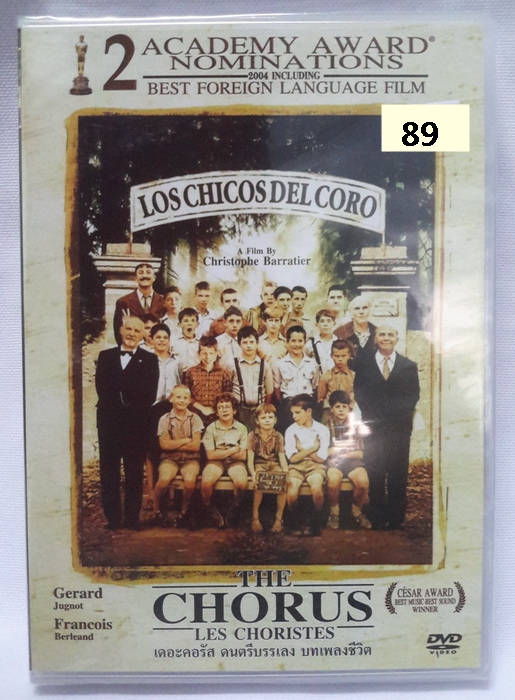 2 ACADEMY AWARD®
NOMINATIONS
2004 INCLUDING
BEST FOREIGN LANGUAGE FILM
89
LOS CHICOS DEL CORO
A Film By
Christophe Barratier
THE
CHORUS
LES CHORISTES
เดอะคอรัส ดนตรีบรรเลง บทเพลงชีวิต
Gerard
Jugnot
Francois
Berleand
CÉSAR AWARD
BEST MUSIC-BEST SOUND
WINNER
DVD
VIDEO